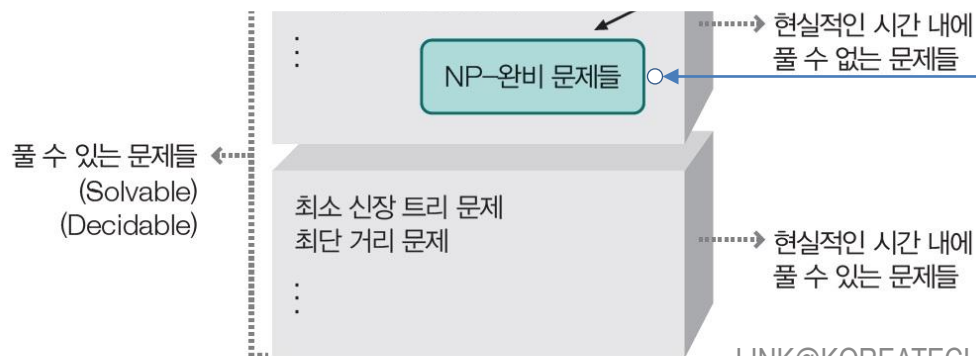 현실적인 시간 내에
풀 수 없는 문제들
NP-완비 문제들
풀 수 있는 문제들
(Solvable)
(Decidable)
최소 신장 트리 문제
최단 거리 문제
현실적인 시간 내에
풀 수 있는 문제들